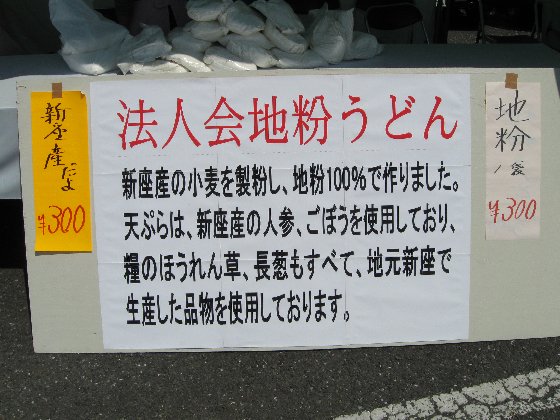 新座産だよ
¥300
法人会地粉うどん
新座産の小麦を製粉し、地粉100%で作りました。
天ぷらは、新座産の人参、ごぼうを使用しており、
糧のほうれん草、長葱もすべて、地元新座で
生産した品物を使用しております。
地粉
1袋
¥300